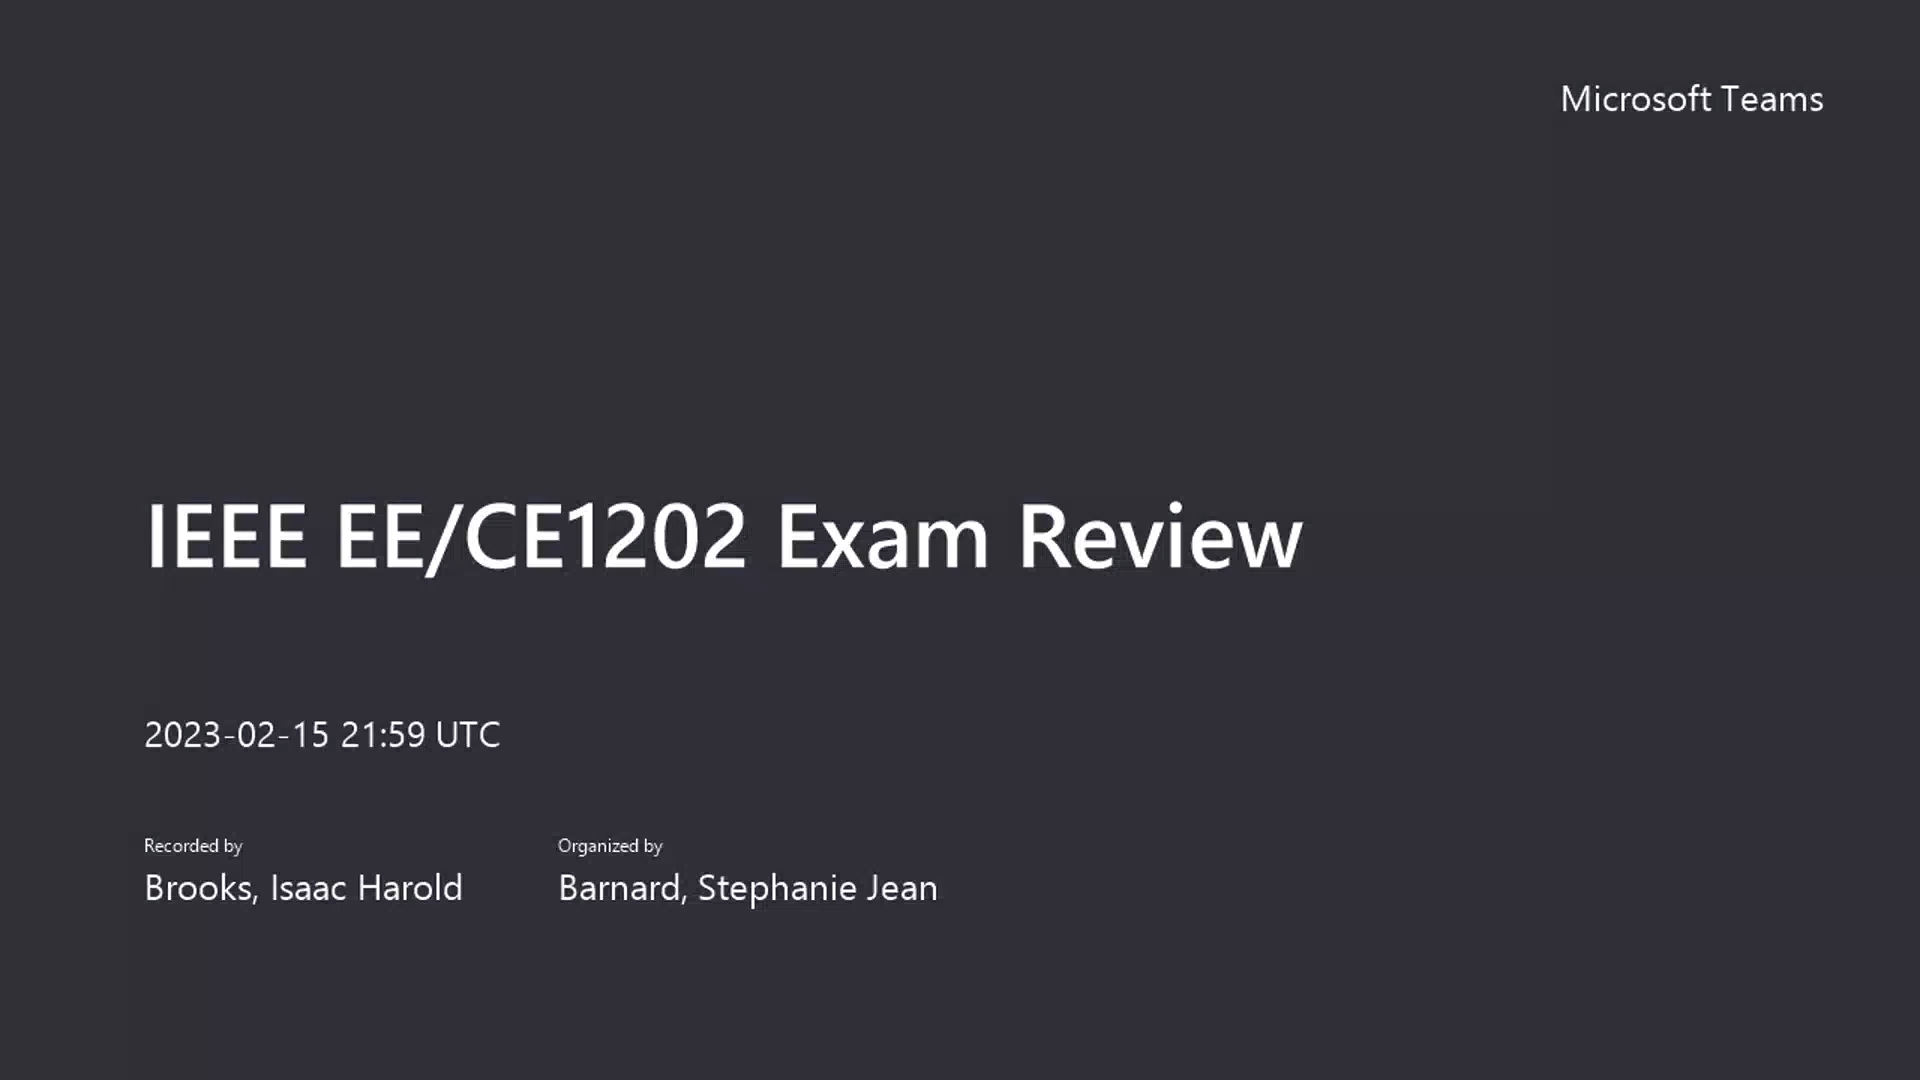 Microsoft Teams
IEEE EE/CE1202 Exam Review
2023-02-15 21:59 UTC
Recorded by
Brooks, Isaac Harold
Organized by
Barnard, Stephanie Jean